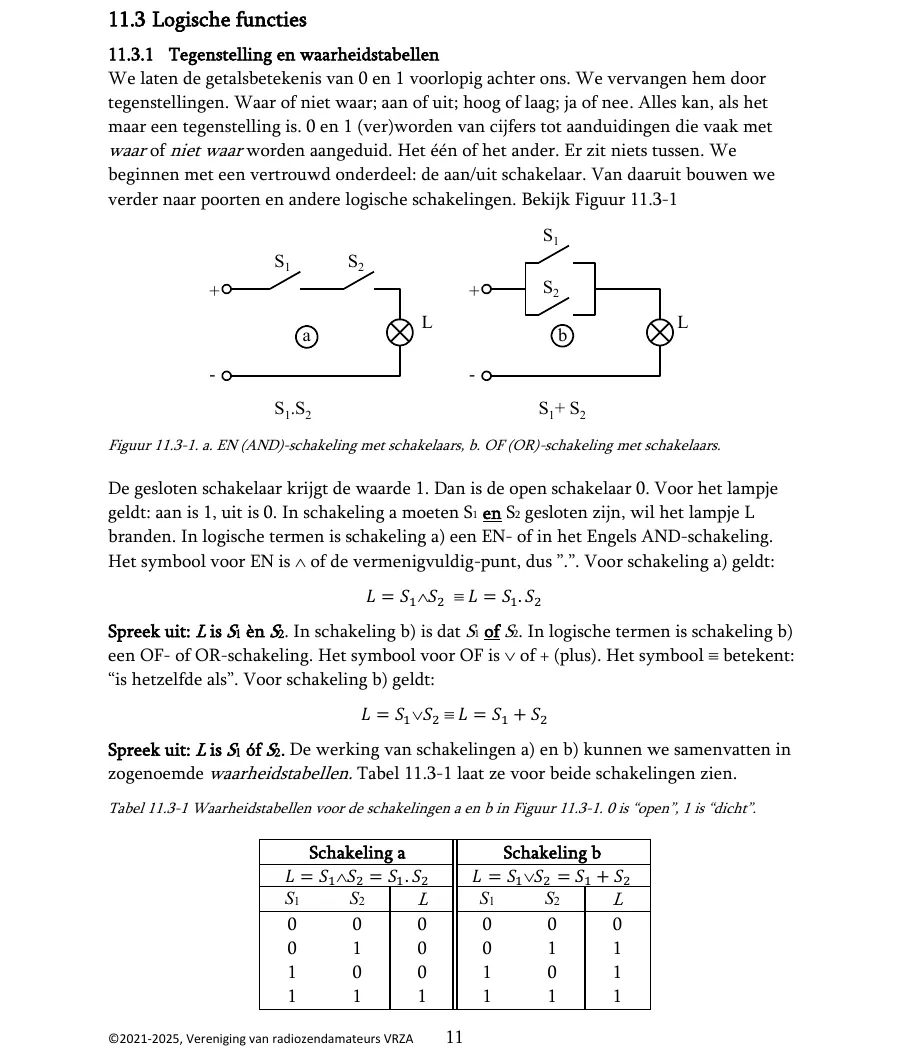 11.3 Logische functies
11.3.1 Tegenstelling en waarheidstabellen
We laten de getalsbetekenis van 0 en 1 voorlopig achter ons. We vervangen hem door
tegenstellingen. Waar of niet waar; aan of uit; hoog of laag; ja of nee. Alles kan, als het
maar een tegenstelling is. 0 en 1 (ver)worden van cijfers tot aanduidingen die vaak met
waar of niet waar worden aangeduid. Het één of het ander. Er zit niets tussen. We
beginnen met een vertrouwd onderdeel: de aan/uit schakelaar. Van daaruit bouwen we
verder naar poorten en andere logische schakelingen. Bekijk Figuur 11.3-1
S₁ S₂ + L a -
S₁.S₂
S₁ + S₂ L b -
S₁+ S₂
Figuur 11.3-1. a. EN (AND)-schakeling met schakelaars, b. OF (OR)-schakeling met schakelaars.
De gesloten schakelaar krijgt de waarde 1. Dan is de open schakelaar 0. Voor het lampje
geldt: aan is 1, uit is 0. In schakeling a moeten S₁ en S₂ gesloten zijn, wil het lampje L
branden. In logische termen is schakeling a) een EN- of in het Engels AND-schakeling.
Het symbool voor EN is ∧ of de vermenigvuldig-punt, dus ”.”. Voor schakeling a) geldt:
L = S₁∧S₂ ≡ L = S₁.S₂
Spreek uit: L is S₁ èn S₂. In schakeling b) is dat S₁ of S₂. In logische termen is schakeling b)
een OF- of OR-schakeling. Het symbool voor OF is ∨ of + (plus). Het symbool ≡ betekent:
“is hetzelfde als”. Voor schakeling b) geldt:
L = S₁∨S₂ ≡ L = S₁ + S₂
Spreek uit: L is S₁ óf S₂. De werking van schakelingen a) en b) kunnen we samenvatten in
zogenoemde waarheidstabellen. Tabel 11.3-1 laat ze voor beide schakelingen zien.
Tabel 11.3-1 Waarheidstabellen voor de schakelingen a en b in Figuur 11.3-1. 0 is “open”, 1 is “dicht”.
Schakeling a Schakeling b
L = S₁∧S₂ = S₁.S₂ L = S₁∨S₂ = S₁ + S₂
S₁ S₂ L S₁ S₂ L
0 0 0 0 0 0
0 1 0 0 1 1
1 0 0 1 0 1
1 1 1 1 1 1
©2021-2025, Vereniging van radiozendamateurs VRZA 11